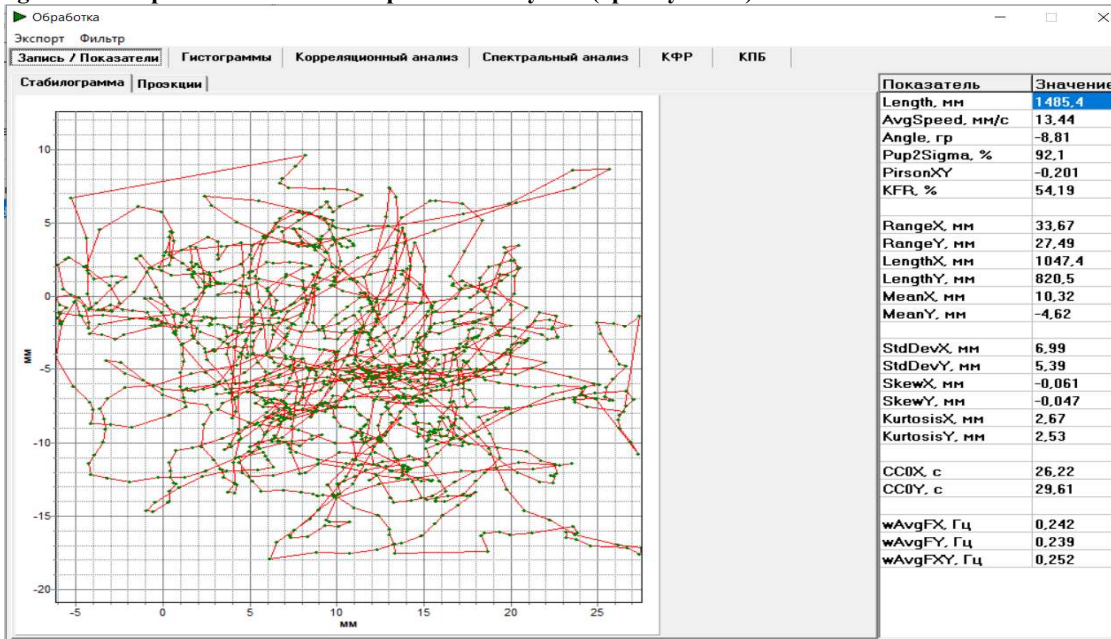 Обработка
Экспорт Фильтр
Запись / Показатели Гистограммы Корреляционный анализ Спектральный анализ КФР КПБ
Стабилограмма Проэкции
мм
10
5
0
-5
-10
-15
-20
-5 0 5 10 15 20 25
мм
Показатель Значение
Length, мм 1485,4
AvgSpeed, мм/с 13,44
Angle, гр -8,81
Pup2Sigma, % 92,1
PirsonXY -0,201
KFR, % 54,19
RangeX, мм 33,67
RangeY, мм 27,49
LengthX, мм 1047,4
LengthY, мм 820,5
MeanX, мм 10,32
MeanY, мм -4,62
StdDevX, мм 6,99
StdDevY, мм 5,39
SkewX, мм -0,061
SkewY, мм -0,047
KurtosisX, мм 2,67
KurtosisY, мм 2,53
CC0X, с 26,22
CC0Y, с 29,61
wAvgFX, Гц 0,242
wAvgFY, Гц 0,239
wAvgFXY, Гц 0,252